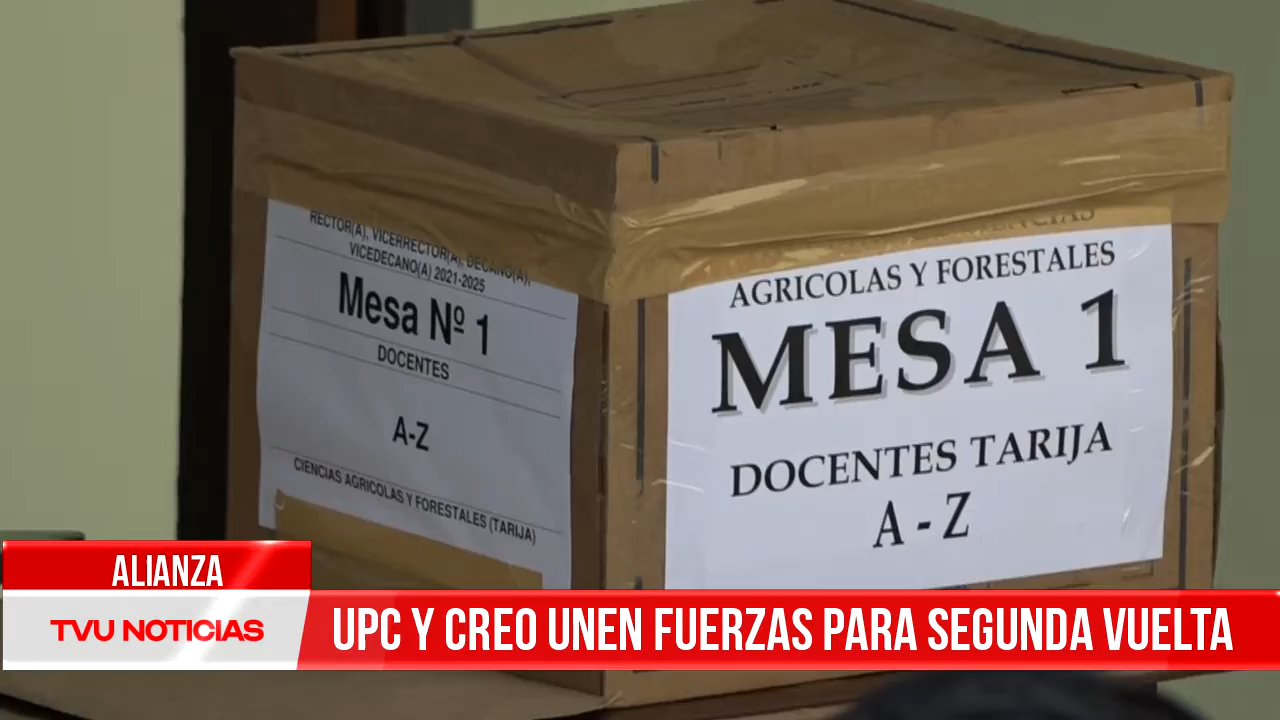 RECTOR(A), VICERRECTOR(A), DECANO(A),
VICEDECANO(A) 2021-2025
Mesa Nº 1
DOCENTES
A-Z
CIENCIAS AGRICOLAS Y FORESTALES (TARIJA)
CIENCIAS
AGRICOLAS Y FORESTALES
MESA 1
DOCENTES TARIJA
A - Z
ALIANZA
TVU NOTICIAS
UPC Y CREO UNEN FUERZAS PARA SEGUNDA VUELTA